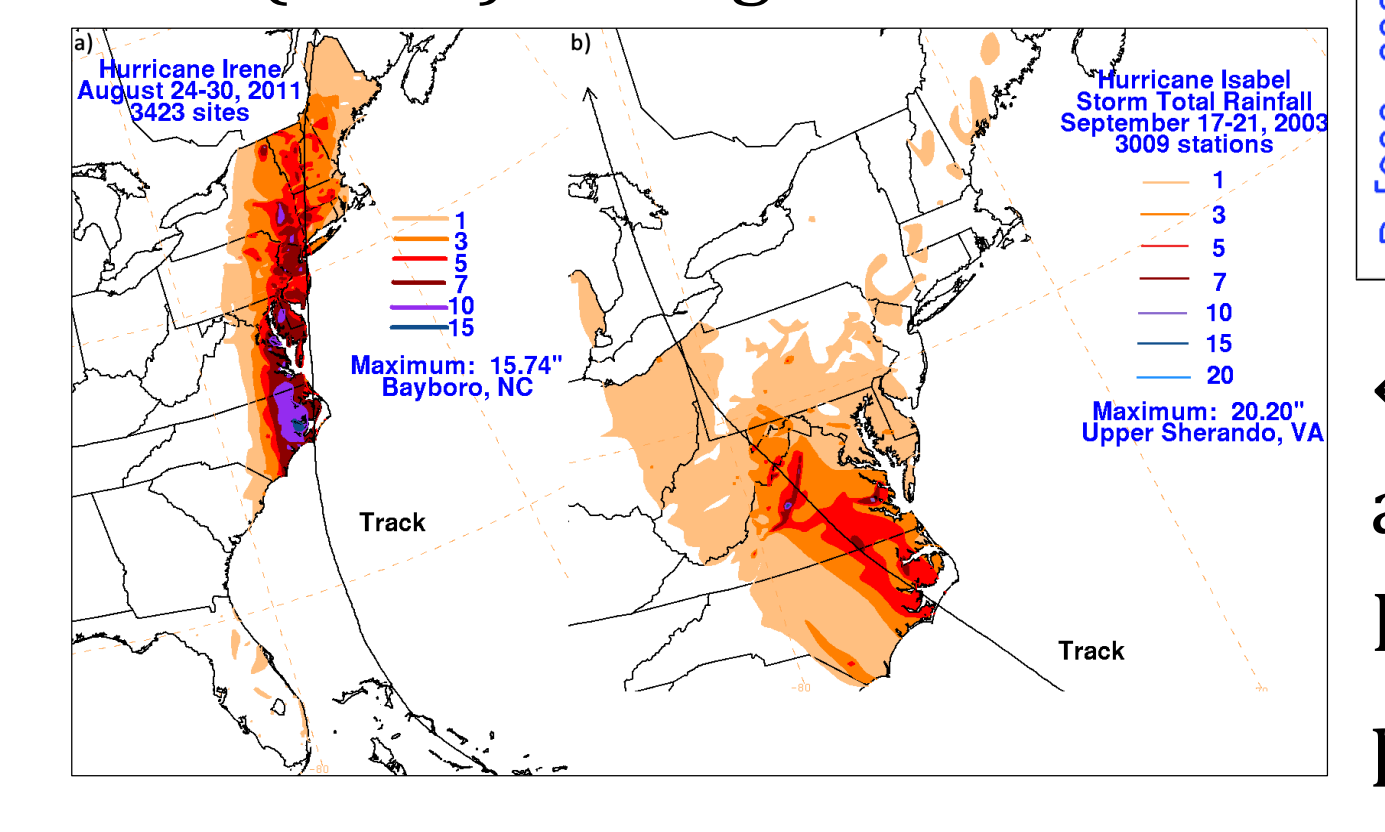 a)
Hurricane Irene
August 24-30, 2011
3423 sites
1
3
5
7
10
15
Maximum: 15.74"
Bayboro, NC
Track
-80
b)
Hurricane Isabel
Storm Total Rainfall
September 17-21, 2003
3009 stations
1
3
5
7
10
15
20
Maximum: 20.20"
Upper Sherando, VA
Track
-80